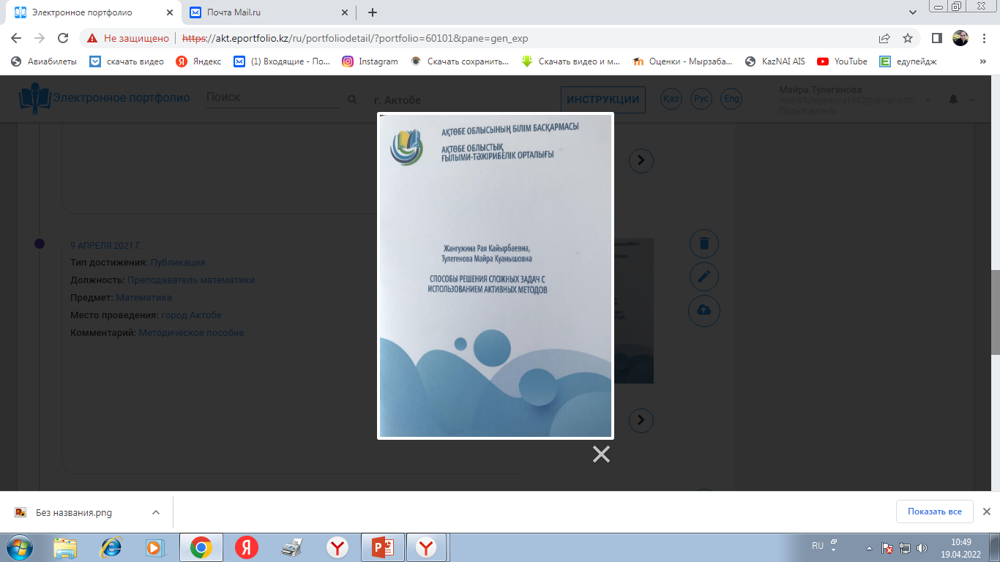 Электронное портфолио
Почта Mail.ru
Не защищено
https://akt.eportfolio.kz/ru/portfoliodetail/?portfolio=60101&pane=gen_exp
Авиабилеты
скачать видео
Яндекс
(1) Входящие - По...
Instagram
Скачать сохранить...
Скачать видео и м...
Оценки - Мырзаба...
KazNAI AIS
YouTube
едупейдж
Электронное портфолио
Поиск
г. Актобе
ИНСТРУКЦИИ
Қаз
Рус
Eng
Майра Тулегенова
maira.tulegenova1982@gmail.com
Пользователь
АҚТӨБЕ ОБЛЫСЫНЫҢ БІЛІМ БАСҚАРМАСЫ
АҚТӨБЕ ОБЛЫСТЫҚ
ҒЫЛЫМИ-ТӘЖІРИБЕЛІК ОРТАЛЫҒЫ
Жангужина Рая Кайырбаевна,
Тулегенова Майра Куанышовна
СПОСОБЫ РЕШЕНИЯ СЛОЖНЫХ ЗАДАЧ С
ИСПОЛЬЗОВАНИЕМ АКТИВНЫХ МЕТОДОВ
9 АПРЕЛЯ 2021 Г.
Тип достижения: Публикация
Должность: Преподаватель математики
Предмет: Математика
Место проведения: город Актобе
Комментарий: Методическое пособие
Без названия.png
Показать все
RU
10:49
19.04.2022